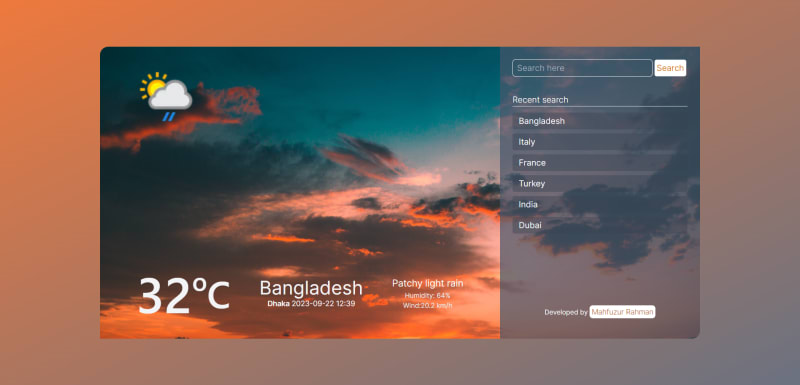 Search here
Search
Recent search
Bangladesh
Italy
France
Turkey
India
Dubai
32°C
Bangladesh
Dhaka 2023-09-22 12:39
Patchy light rain
Humidity: 64%
Wind:20.2 km/h
Developed by Mahfuzur Rahman